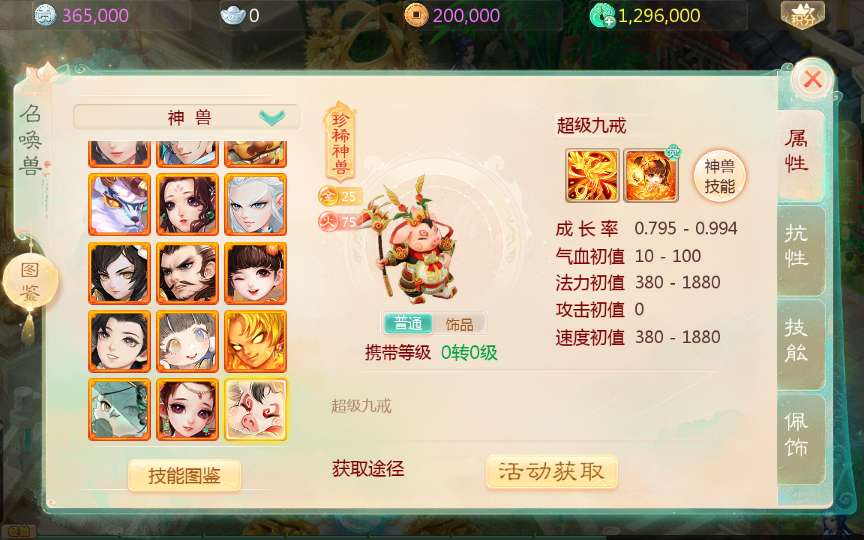 365,000
0
200,000
1,296,000
积分
召唤兽
图鉴
神兽
技能图鉴
珍稀神兽
金 25
火 75
普通
饰品
携带等级 0转0级
超级九戒
神兽
技能
成长率 0.795 - 0.994
气血初值 10 - 100
法力初值 380 - 1880
攻击初值 0
速度初值 380 - 1880
超级九戒
获取途径
活动获取
属性
抗性
技能
佩饰